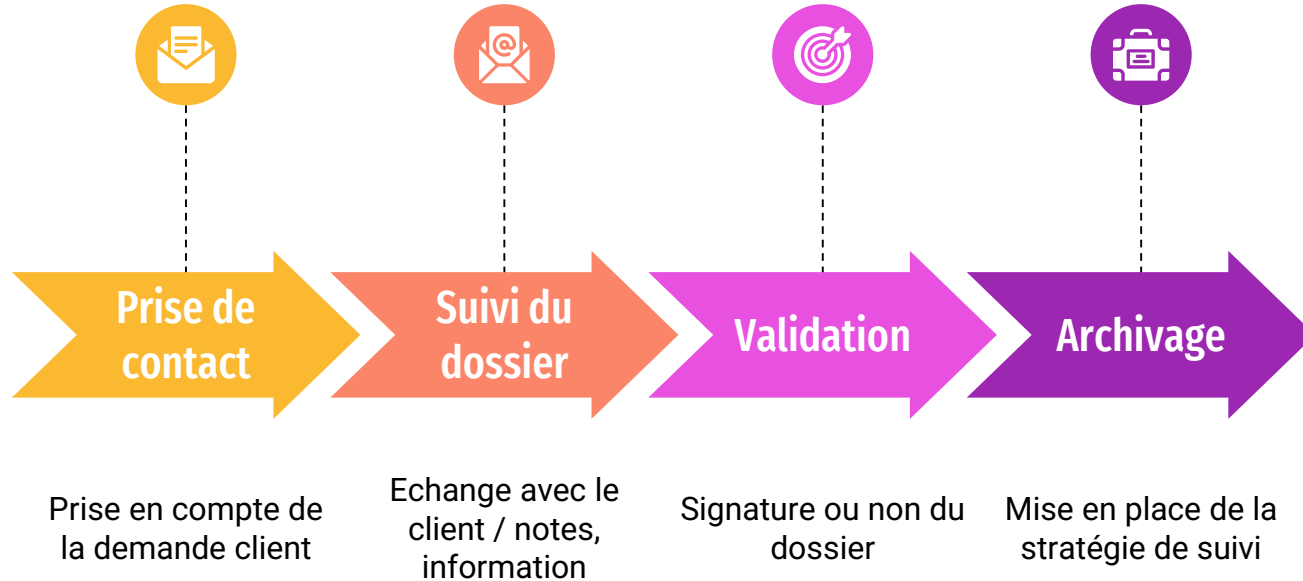 @
Prise de
contact
Suivi du
dossier
Validation
Archivage
Prise en compte de
la demande client
Echange avec le
client / notes,
information
Signature ou non du
dossier
Mise en place de la
stratégie de suivi